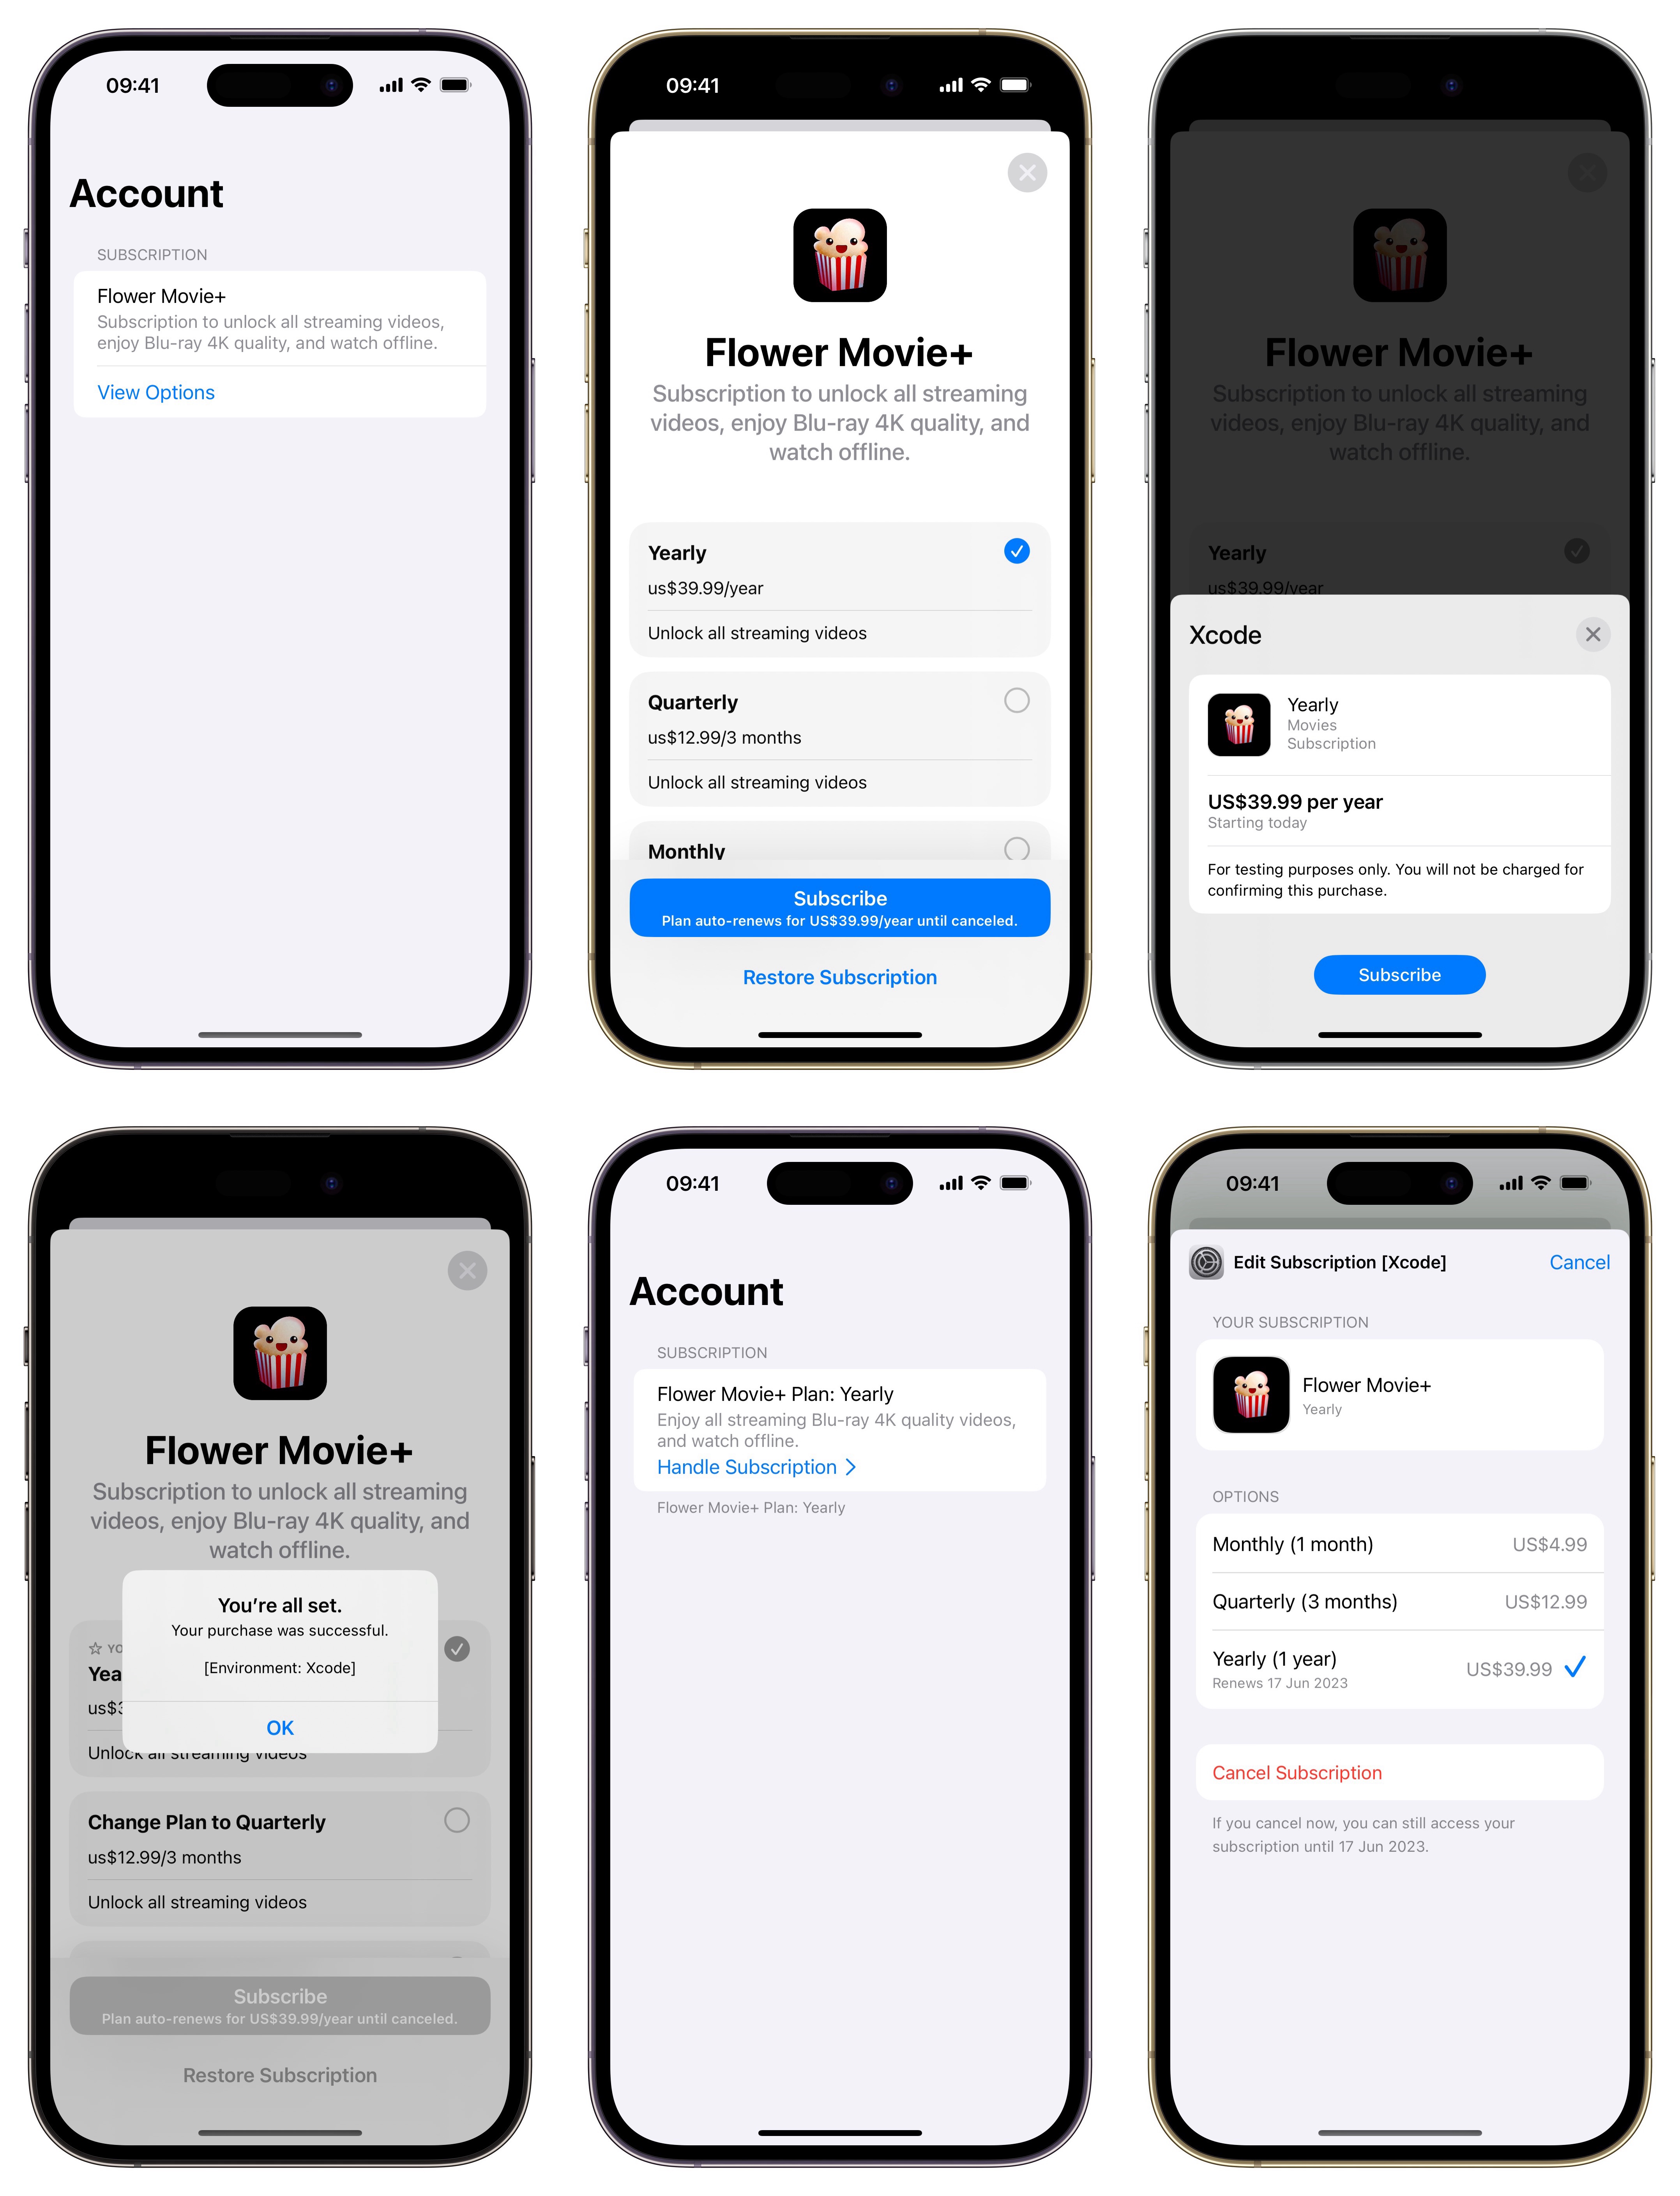 09:41
Account
SUBSCRIPTION
Flower Movie+
Subscription to unlock all streaming videos,
enjoy Blu-ray 4K quality, and watch offline.
View Options
09:41
Flower Movie+
Subscription to unlock all streaming
videos, enjoy Blu-ray 4K quality, and
watch offline.
Yearly
us$39.99/year
Unlock all streaming videos
Quarterly
us$12.99/3 months
Unlock all streaming videos
Monthly
Subscribe
Plan auto-renews for US$39.99/year until canceled.
Restore Subscription
Flower Movie+
Subscription to unlock all streaming
videos, enjoy Blu-ray 4K quality, and
watch offline.
Yearly
us$39.99/year
Xcode
Yearly
Movies
Subscription
US$39.99 per year
Starting today
For testing purposes only. You will not be charged for
confirming this purchase.
Subscribe
Flower Movie+
Subscription to unlock all streaming
videos, enjoy Blu-ray 4K quality, and
watch offline.
You’re all set.
Your purchase was successful.
[Environment: Xcode]
OK
Unlock all streaming videos
Change Plan to Quarterly
us$12.99/3 months
Unlock all streaming videos
Subscribe
Plan auto-renews for US$39.99/year until canceled.
Restore Subscription
09:41
Account
SUBSCRIPTION
Flower Movie+ Plan: Yearly
Enjoy all streaming Blu-ray 4K quality videos,
and watch offline.
Handle Subscription
Flower Movie+ Plan: Yearly
09:41
Edit Subscription [Xcode]
Cancel
YOUR SUBSCRIPTION
Flower Movie+
Yearly
OPTIONS
Monthly (1 month) US$4.99
Quarterly (3 months) US$12.99
Yearly (1 year) US$39.99
Renews 17 Jun 2023
Cancel Subscription
If you cancel now, you can still access your
subscription until 17 Jun 2023.